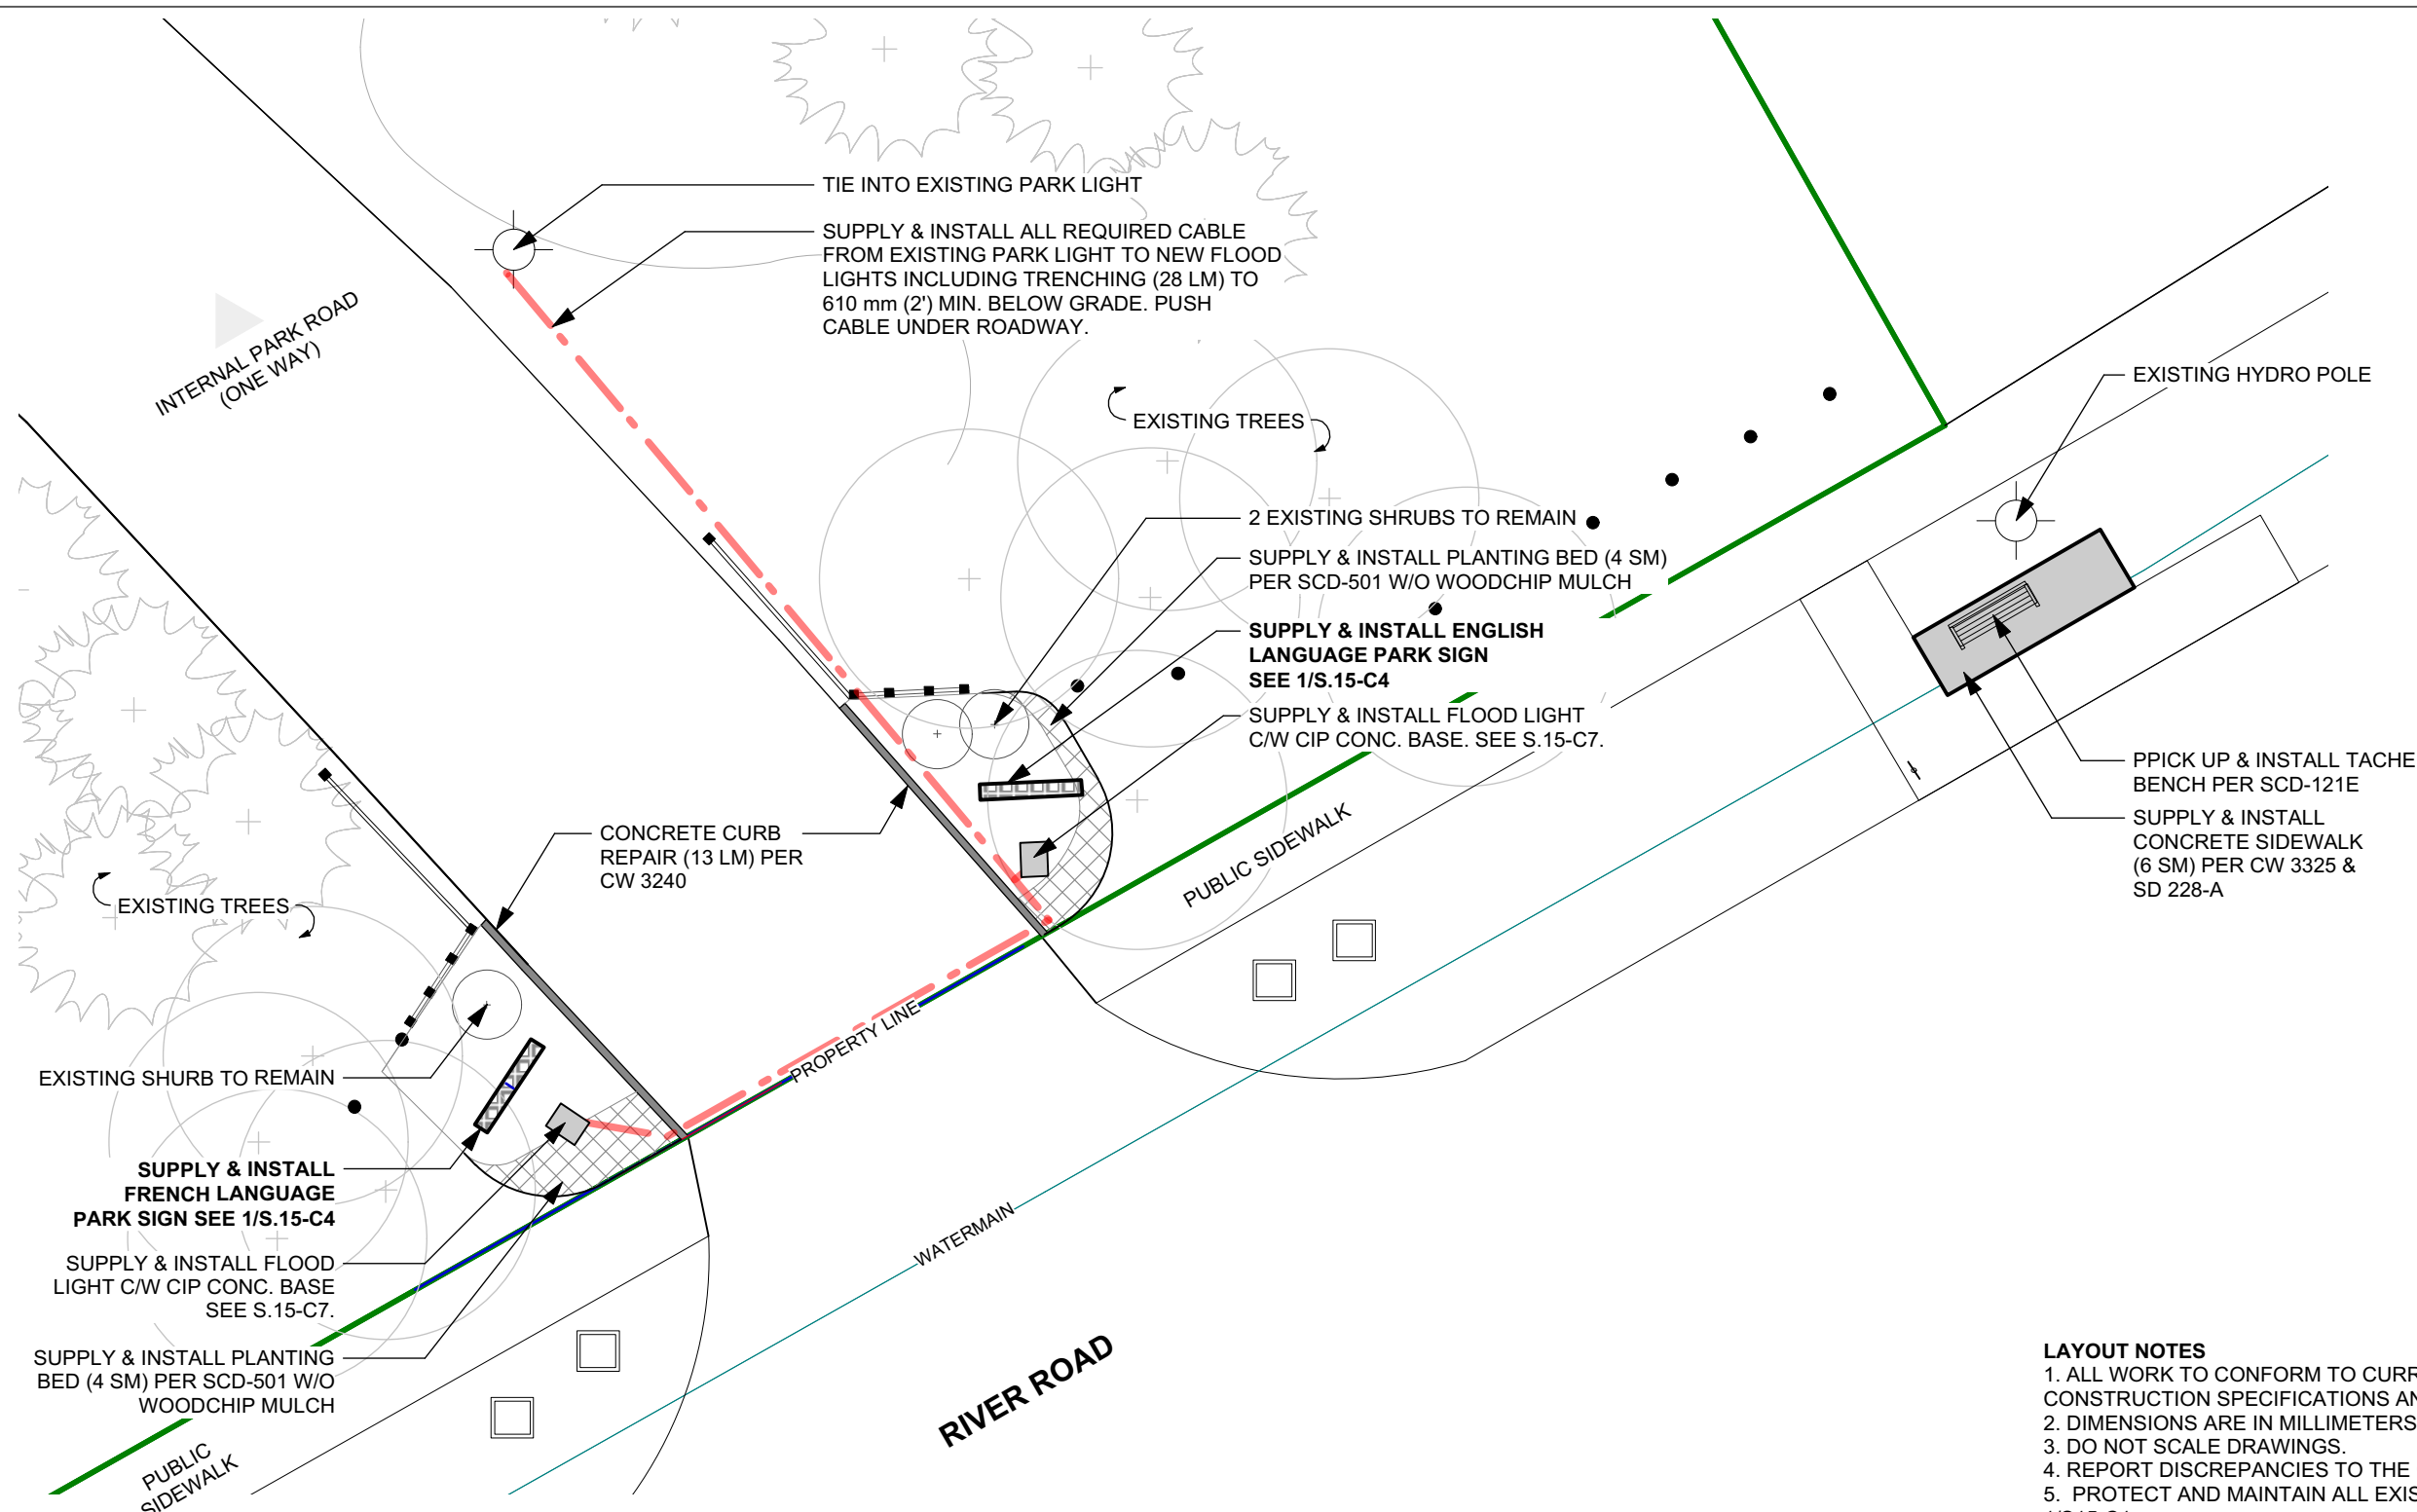 TIE INTO EXISTING PARK LIGHT
SUPPLY & INSTALL ALL REQUIRED CABLE
FROM EXISTING PARK LIGHT TO NEW FLOOD
LIGHTS INCLUDING TRENCHING (28 LM) TO
610 mm (2') MIN. BELOW GRADE. PUSH
CABLE UNDER ROADWAY.
INTERNAL PARK ROAD
(ONE WAY)
EXISTING HYDRO POLE
EXISTING TREES
2 EXISTING SHRUBS TO REMAIN
SUPPLY & INSTALL PLANTING BED (4 SM)
PER SCD-501 W/O WOODCHIP MULCH
SUPPLY & INSTALL ENGLISH
LANGUAGE PARK SIGN
SEE 1/S.15-C4
SUPPLY & INSTALL FLOOD LIGHT
C/W CIP CONC. BASE. SEE S.15-C7.
PPICK UP & INSTALL TACHE
BENCH PER SCD-121E
SUPPLY & INSTALL
CONCRETE SIDEWALK
(6 SM) PER CW 3325 &
SD 228-A
PUBLIC SIDEWALK
CONCRETE CURB
REPAIR (13 LM) PER
CW 3240
EXISTING TREES
PROPERTY LINE
EXISTING SHURB TO REMAIN
SUPPLY & INSTALL
FRENCH LANGUAGE
PARK SIGN SEE 1/S.15-C4
SUPPLY & INSTALL FLOOD
LIGHT C/W CIP CONC. BASE
SEE S.15-C7.
SUPPLY & INSTALL PLANTING
BED (4 SM) PER SCD-501 W/O
WOODCHIP MULCH
WATERMAIN
RIVER ROAD
PUBLIC
SIDEWALK
LAYOUT NOTES
1. ALL WORK TO CONFORM TO CURR
CONSTRUCTION SPECIFICATIONS AN
2. DIMENSIONS ARE IN MILLIMETERS
3. DO NOT SCALE DRAWINGS.
4. REPORT DISCREPANCIES TO THE
5. PROTECT AND MAINTAIN ALL EXIS